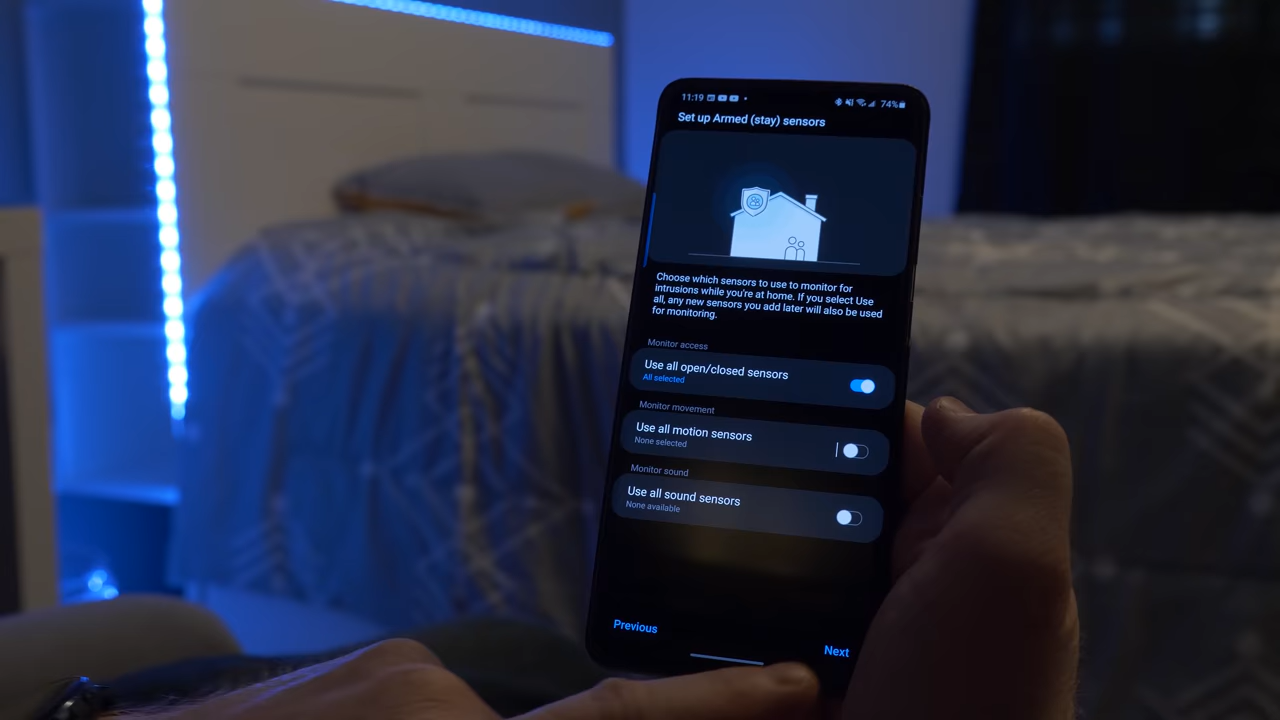 11:19
74%
Set up Armed (stay) sensors
Choose which sensors to use to monitor for
intrusions while you're at home. If you select Use
all, any new sensors you add later will also be used
for monitoring.
Monitor access
Use all open/closed sensors
All selected
Monitor movement
Use all motion sensors
None selected
Monitor sound
Use all sound sensors
None available
Previous
Next